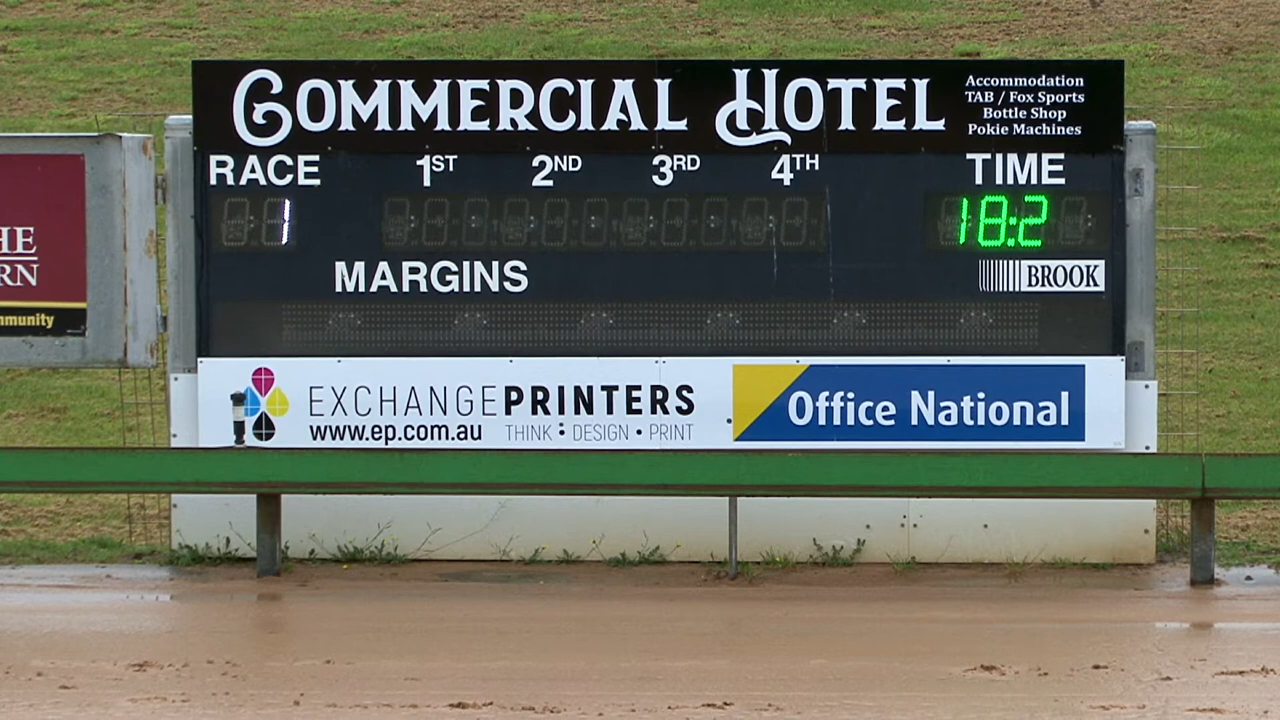 COMMERCIAL HOTEL
Accommodation
TAB / Fox Sports
Bottle Shop
Pokie Machines
RACE 1ST 2ND 3RD 4TH TIME
1 18:2
MARGINS
BROOK
HE
RN
mmunity
EXCHANGEPRINTERS
www.ep.com.au THINK : DESIGN • PRINT
Office National